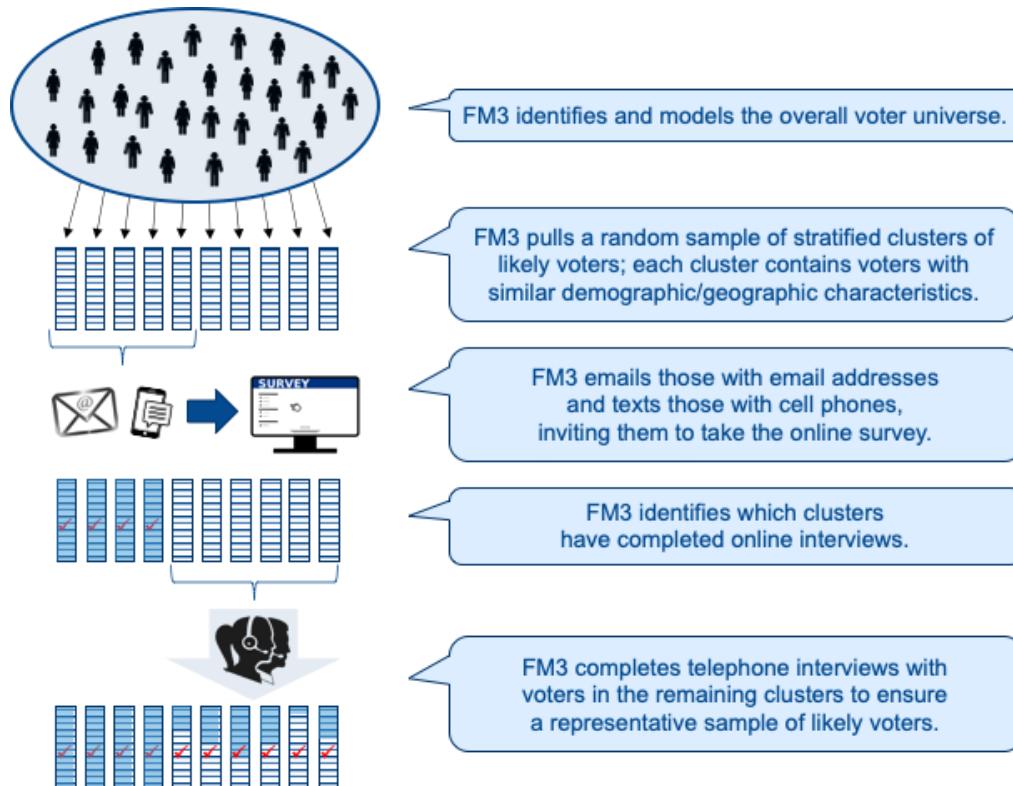 FM3 identifies and models the overall voter universe.
FM3 pulls a random sample of stratified clusters of
likely voters; each cluster contains voters with
similar demographic/geographic characteristics.
@
SURVEY
FM3 emails those with email addresses
and texts those with cell phones,
inviting them to take the online survey.
FM3 identifies which clusters
have completed online interviews.
FM3 completes telephone interviews with
voters in the remaining clusters to ensure
a representative sample of likely voters.